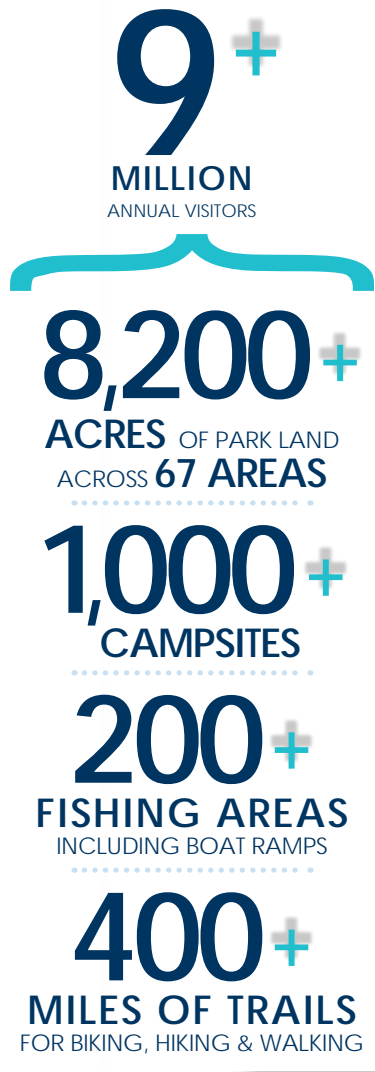 9+
MILLION
ANNUAL VISITORS
8,200+
ACRES OF PARK LAND
ACROSS 67 AREAS
1,000+
CAMPSITES
200+
FISHING AREAS
INCLUDING BOAT RAMPS
400+
MILES OF TRAILS
FOR BIKING, HIKING & WALKING